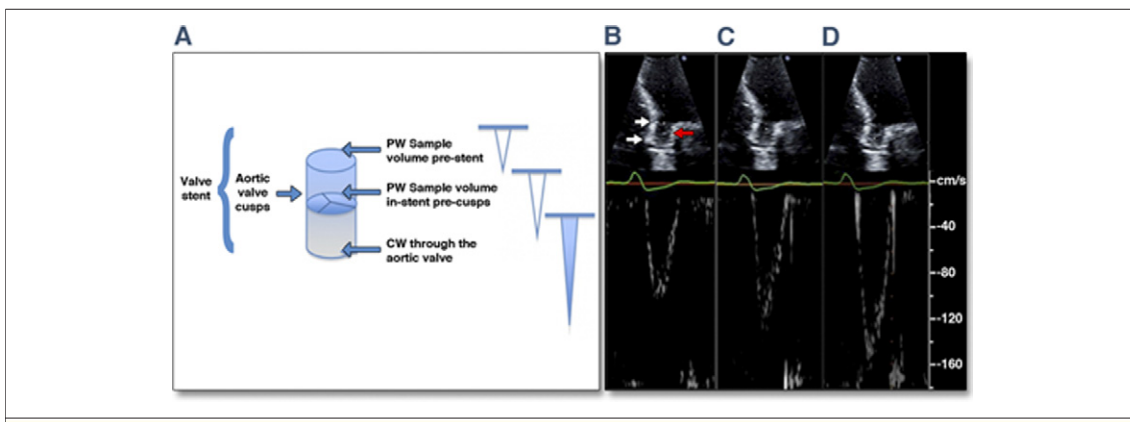 A
B
C
D
Valve
stent
Aortic
valve
cusps
PW Sample
volume pre-stent
PW Sample volume
in-stent pre-cusps
CW through the
aortic valve
cm/s
-40
-80
-120
-160